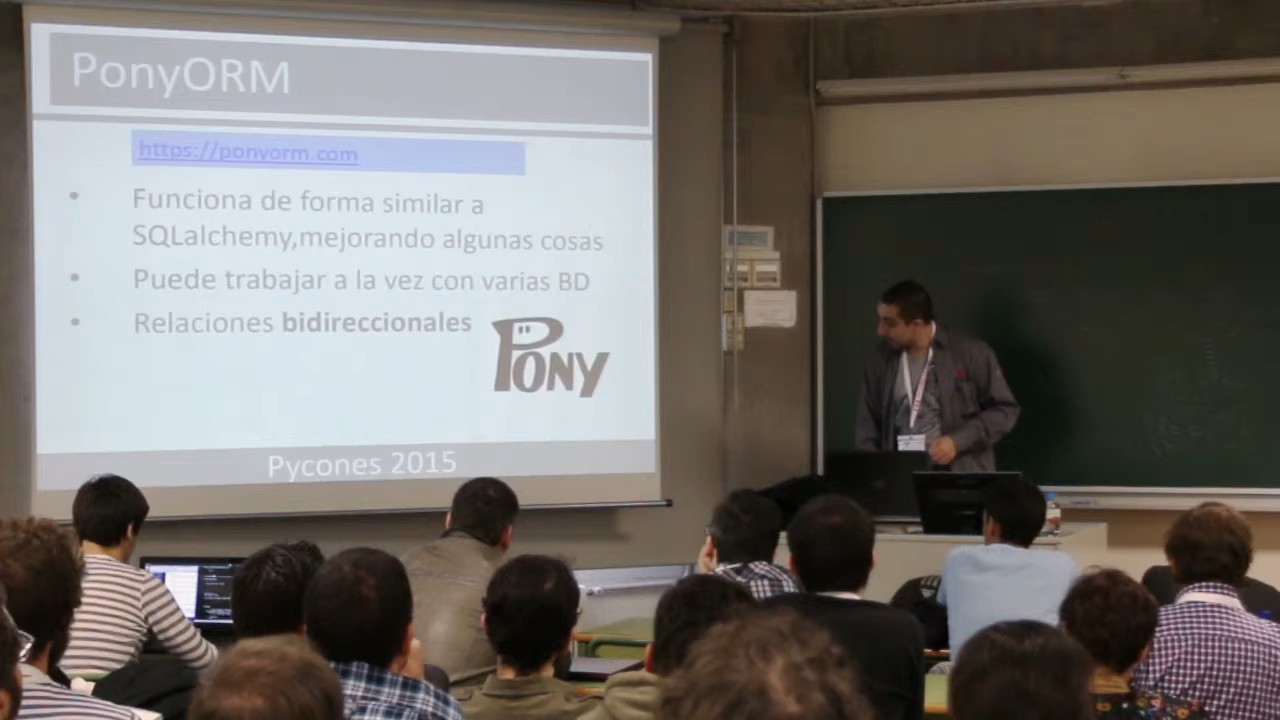 PonyORM
https://ponyorm.com
• Funciona de forma similar a
SQLalchemy,mejorando algunas cosas
• Puede trabajar a la vez con varias BD
• Relaciones bidireccionales
PONY
Pycones 2015